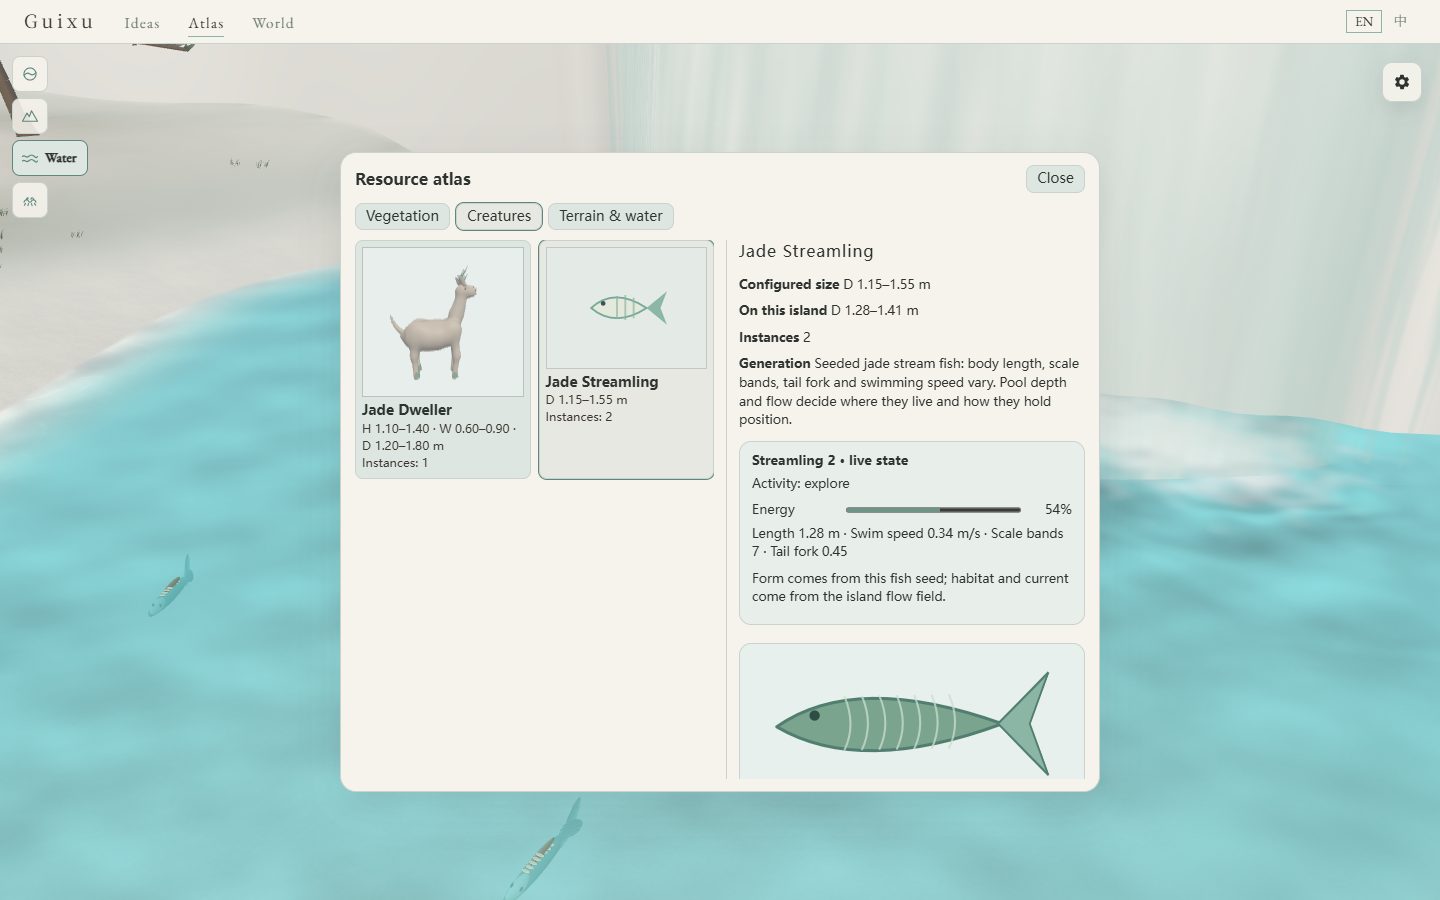 Guixu
Ideas
Atlas
World
EN
中
Water
Resource atlas
Close
Vegetation
Creatures
Terrain & water
Jade Dweller
H 1.10–1.40 · W 0.60–0.90 ·
D 1.20–1.80 m
Instances: 1
Jade Streamling
D 1.15–1.55 m
Instances: 2
Jade Streamling
Configured size D 1.15–1.55 m
On this island D 1.28–1.41 m
Instances 2
Generation Seeded jade stream fish: body length, scale
bands, tail fork and swimming speed vary. Pool depth
and flow decide where they live and how they hold
position.
Streamling 2 • live state
Activity: explore
Energy 54%
Length 1.28 m · Swim speed 0.34 m/s · Scale bands
7 · Tail fork 0.45
Form comes from this fish seed; habitat and current
come from the island flow field.